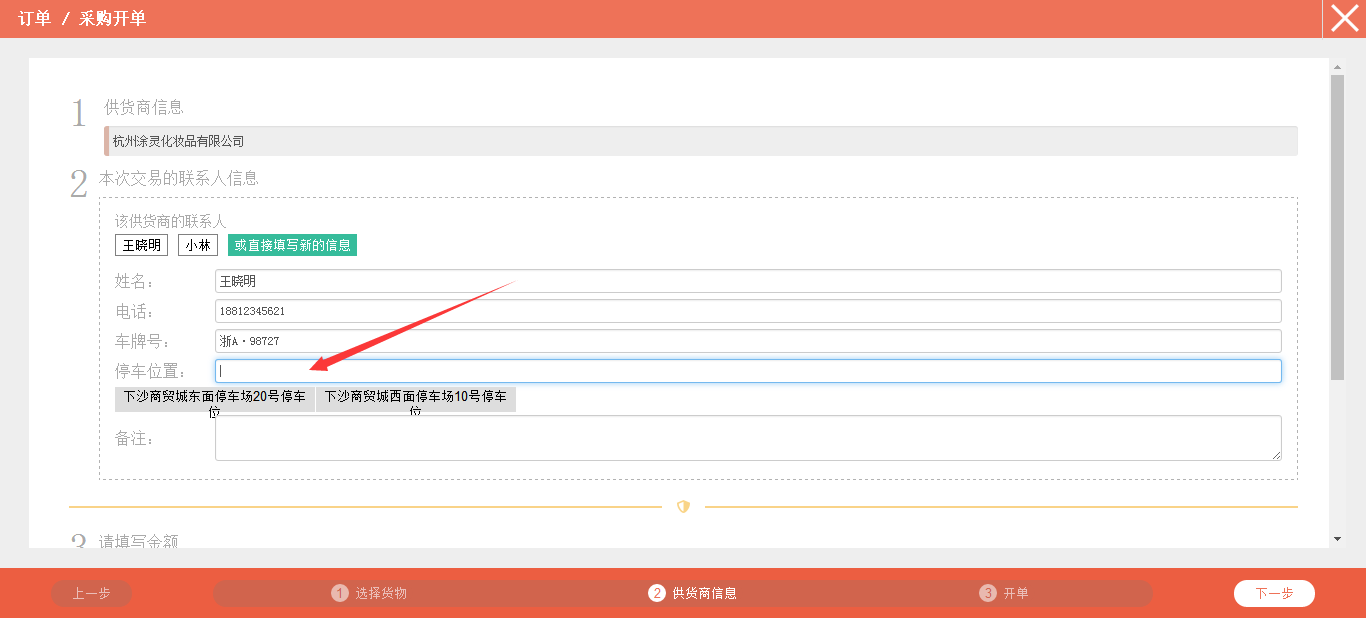 订单 / 采购开单
1 供货商信息
杭州涂灵化妆品有限公司
2 本次交易的联系人信息
该供货商的联系人
王晓明 小林 或直接填写新的信息
姓名： 王晓明
电话： 18812345621
车牌号： 浙A·98727
停车位置：
下沙商贸城东面停车场20号停车位
下沙商贸城西面停车场10号停车位
备注：
3 请填写金额
上一步 1 选择货物 2 供货商信息 3 开单 下一步